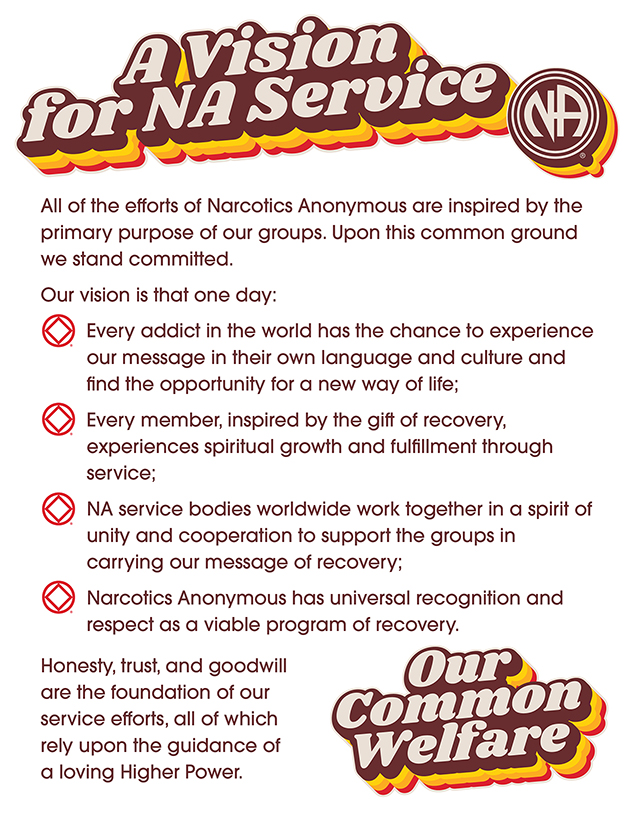 A Vision
for NA Service
NA
®
All of the efforts of Narcotics Anonymous are inspired by the
primary purpose of our groups. Upon this common ground
we stand committed.
Our vision is that one day:
Every addict in the world has the chance to experience
our message in their own language and culture and
find the opportunity for a new way of life;
Every member, inspired by the gift of recovery,
experiences spiritual growth and fulfillment through
service;
NA service bodies worldwide work together in a spirit of
unity and cooperation to support the groups in
carrying our message of recovery;
Narcotics Anonymous has universal recognition and
respect as a viable program of recovery.
Honesty, trust, and goodwill
are the foundation of our
service efforts, all of which
rely upon the guidance of
a loving Higher Power.
Our
Common
Welfare